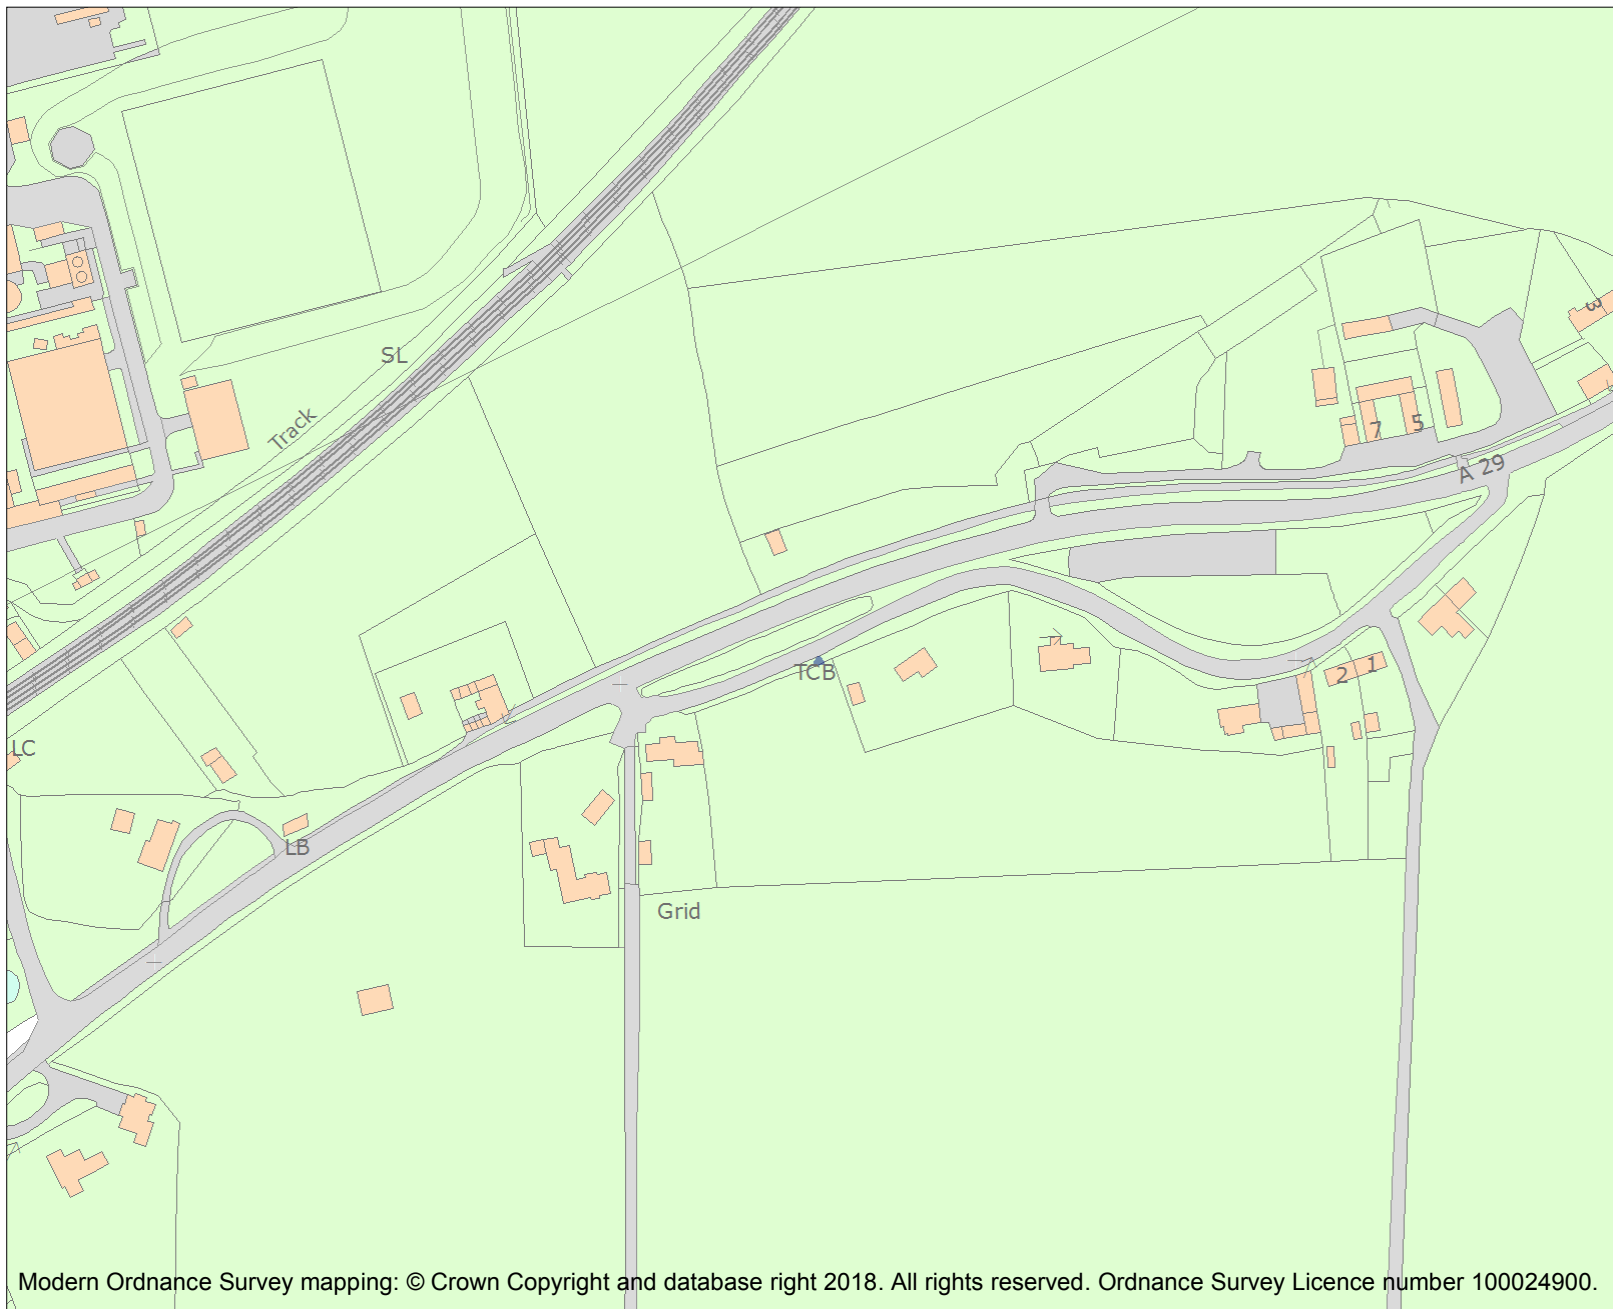 3
SL
Track
7
5
A 29
TCB
2
1
LC
LB
Grid
Modern Ordnance Survey mapping: © Crown Copyright and database right 2018. All rights reserved. Ordnance Survey Licence number 100024900.